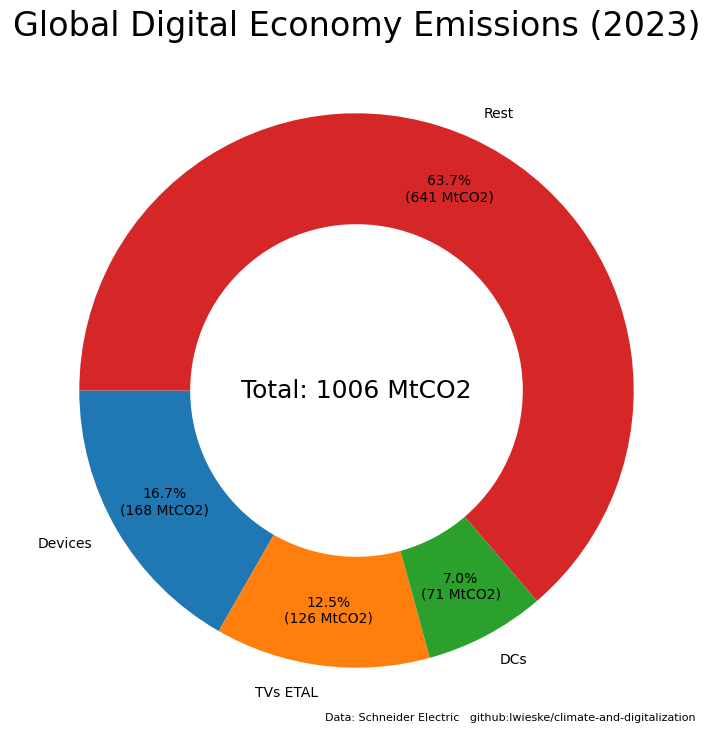 Global Digital Economy Emissions (2023)
Rest
63.7%
(641 MtCO2)
Total: 1006 MtCO2
16.7%
(168 MtCO2)
Devices
7.0%
(71 MtCO2)
12.5%
(126 MtCO2)
DCs
TVs ETAL
Data: Schneider Electric   github:lwieske/climate-and-digitalization